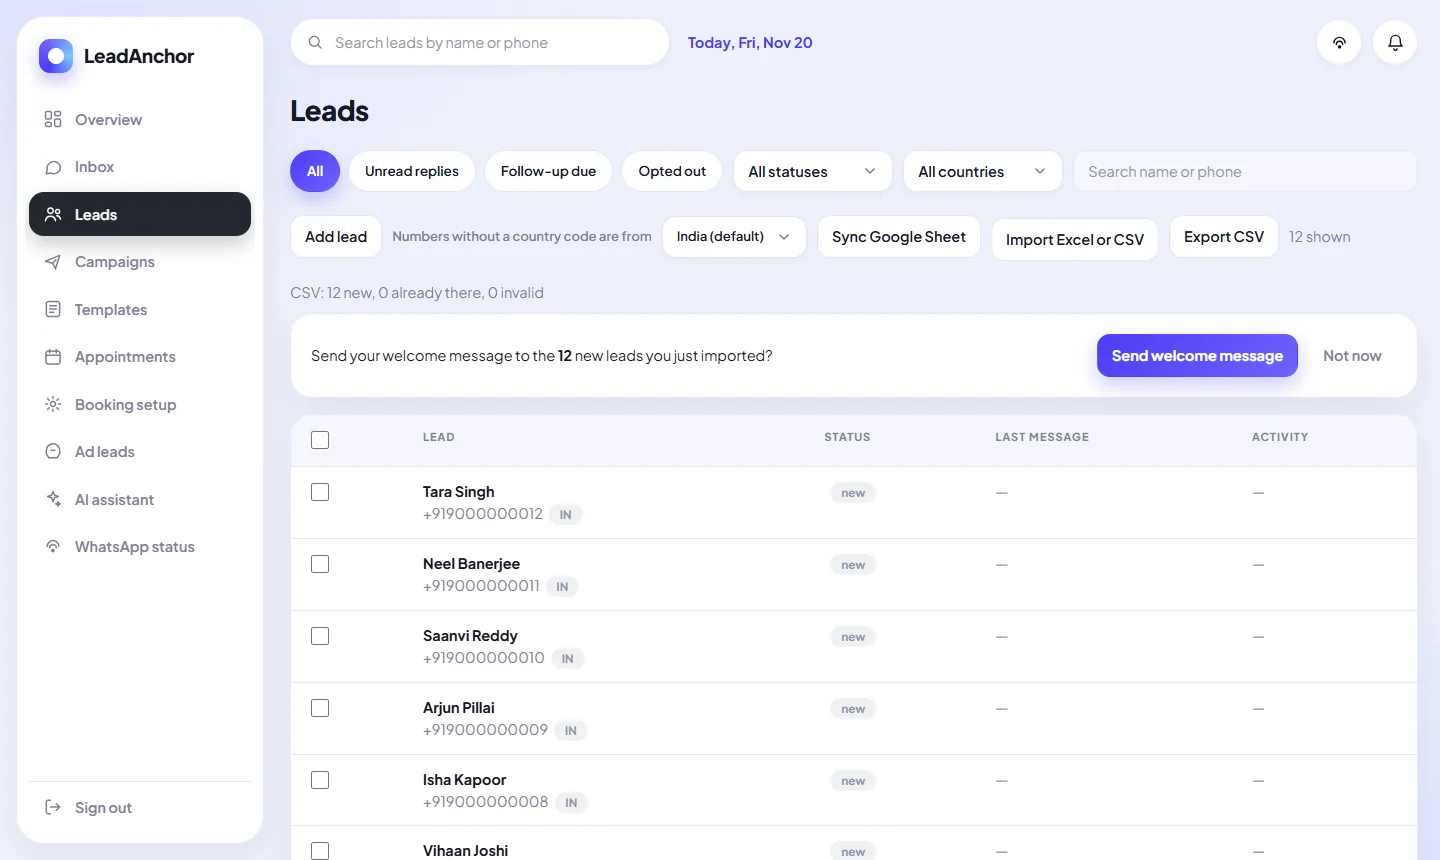 LeadAnchor
Overview
Inbox
Leads
Campaigns
Templates
Appointments
Booking setup
Ad leads
AI assistant
WhatsApp status
Sign out
Search leads by name or phone
Today, Fri, Nov 20
Leads
All
Unread replies
Follow-up due
Opted out
All statuses
All countries
Search name or phone
Add lead
Numbers without a country code are from
India (default)
Sync Google Sheet
Import Excel or CSV
Export CSV
12 shown
CSV: 12 new, 0 already there, 0 invalid
Send your welcome message to the 12 new leads you just imported?
Send welcome message
Not now
LEAD STATUS LAST MESSAGE ACTIVITY
Tara Singh new — —
+919000000012 IN
Neel Banerjee new — —
+919000000011 IN
Saanvi Reddy new — —
+919000000010 IN
Arjun Pillai new — —
+919000000009 IN
Isha Kapoor new — —
+919000000008 IN
Vihaan Joshi new — —